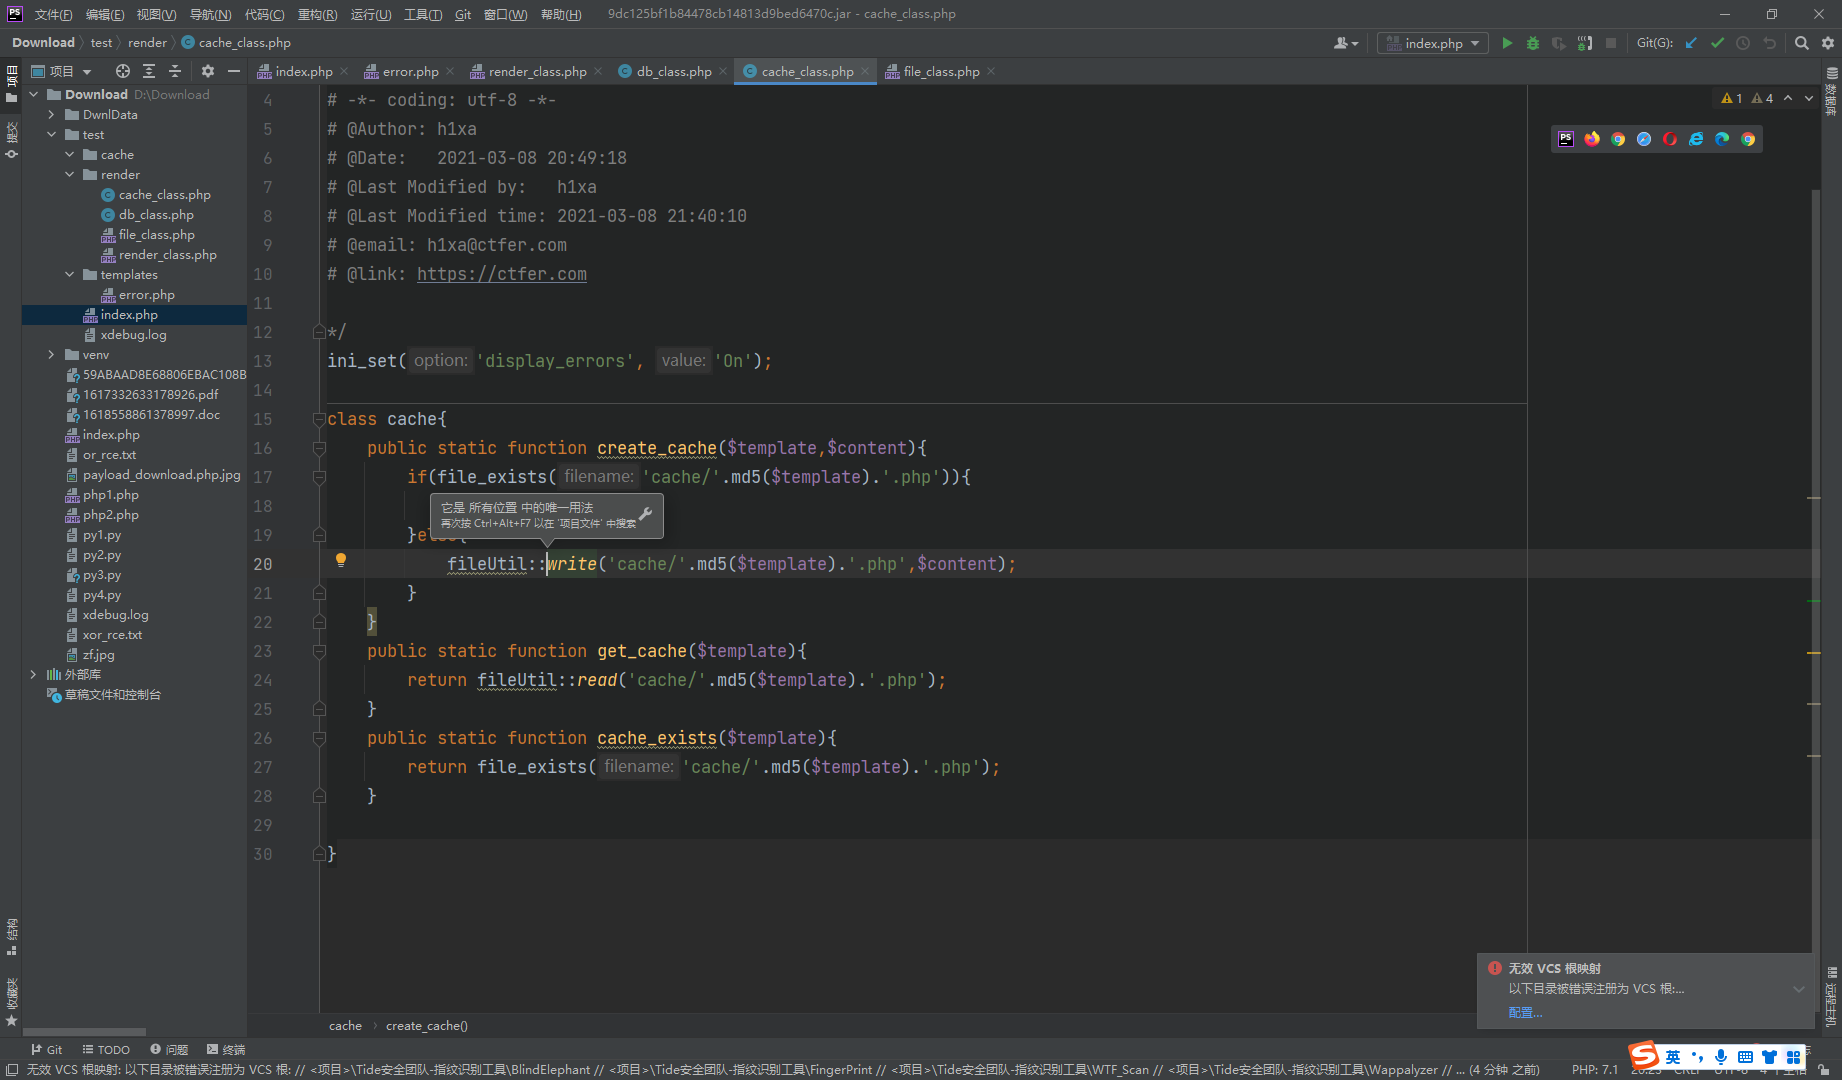 PS 文件(F) 编辑(E) 视图(V) 导航(N) 代码(C) 重构(R) 运行(U) 工具(T) Git 窗口(W) 帮助(H) 9dc125bf1b84478cb14813d9bed6470c.jar - cache_class.php
Download test render cache_class.php
index.php
Git(G):
项目
index.php
error.php
render_class.php
db_class.php
cache_class.php
file_class.php
项目
提交
结构
收藏夹
数据库
远程主机
Download D:\Download
DwnlData
test
cache
render
cache_class.php
db_class.php
file_class.php
render_class.php
templates
error.php
index.php
xdebug.log
venv
59ABAAD8E68806EBAC108B
1617332633178926.pdf
1618558861378997.doc
index.php
or_rce.txt
payload_download.php.jpg
php1.php
php2.php
py1.py
py2.py
py3.py
py4.py
xdebug.log
xor_rce.txt
zf.jpg
外部库
草稿文件和控制台
1 4
4 # -*- coding: utf-8 -*-
5 # @Author: h1xa
6 # @Date:   2021-03-08 20:49:18
7 # @Last Modified by:   h1xa
8 # @Last Modified time: 2021-03-08 21:40:10
9 # @email: h1xa@ctfer.com
10 # @link: https://ctfer.com
11
12 */
13 ini_set( option: 'display_errors', value: 'On');
14
15 class cache{
16 public static function create_cache($template,$content){
17 if(file_exists( filename: 'cache/'.md5($template).'.php')){
18
它是 所有位置 中的唯一用法
再次按 Ctrl+Alt+F7 以在 '项目文件' 中搜索
19 }else{
20 fileUtil::write('cache/'.md5($template).'.php',$content);
21 }
22 }
23 public static function get_cache($template){
24 return fileUtil::read('cache/'.md5($template).'.php');
25 }
26 public static function cache_exists($template){
27 return file_exists( filename: 'cache/'.md5($template).'.php');
28 }
29
30 }
无效 VCS 根映射
以下目录被错误注册为 VCS 根:...
配置...
cache create_cache()
Git TODO 问题 终端
英
无效 VCS 根映射: 以下目录被错误注册为 VCS 根: // <项目>\Tide安全团队-指纹识别工具\BlindElephant // <项目>\Tide安全团队-指纹识别工具\FingerPrint // <项目>\Tide安全团队-指纹识别工具\WTF_Scan // <项目>\Tide安全团队-指纹识别工具\Wappalyzer // ... (4 分钟 之前) PHP: 7.1